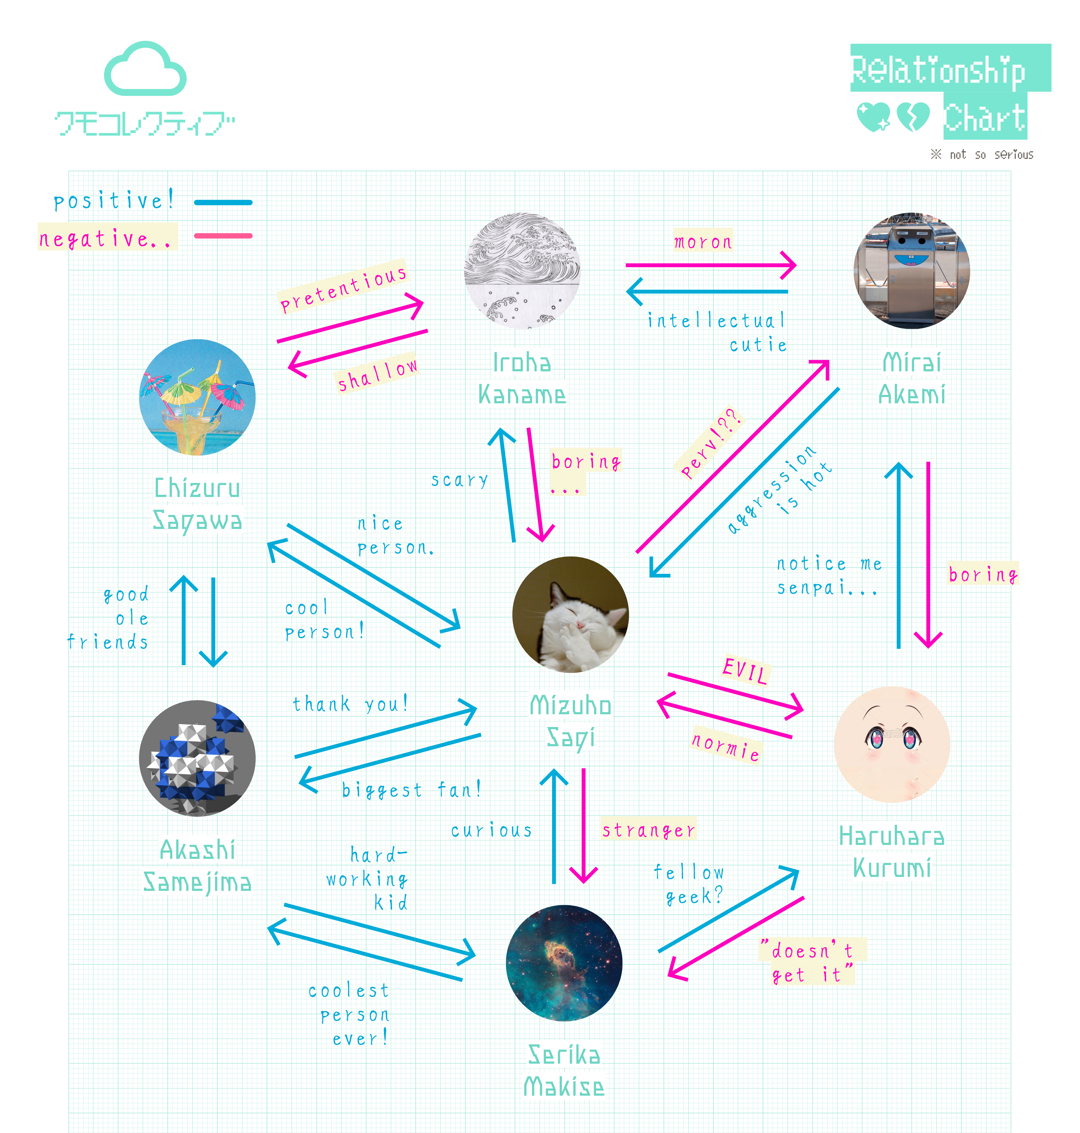 クモコレクティブ
Relationship
Chart
※ not so serious
positive!
negative..
pretentious
shallow
moron
intellectual
cutie
Iroha
Kaname
Mirai
Akemi
Chizuru
Sagawa
scary
boring
...
perv!??
aggression
is hot
nice
person.
cool
person!
notice me
senpai...
boring
good
ole
friends
thank you!
biggest fan!
Mizuho
Sagi
EVIL
normie
Akashi
Samejima
curious
stranger
Haruhara
Kurumi
hard-
working
kid
fellow
geek?
"doesn't
get it"
coolest
person
ever!
Serika
Makise